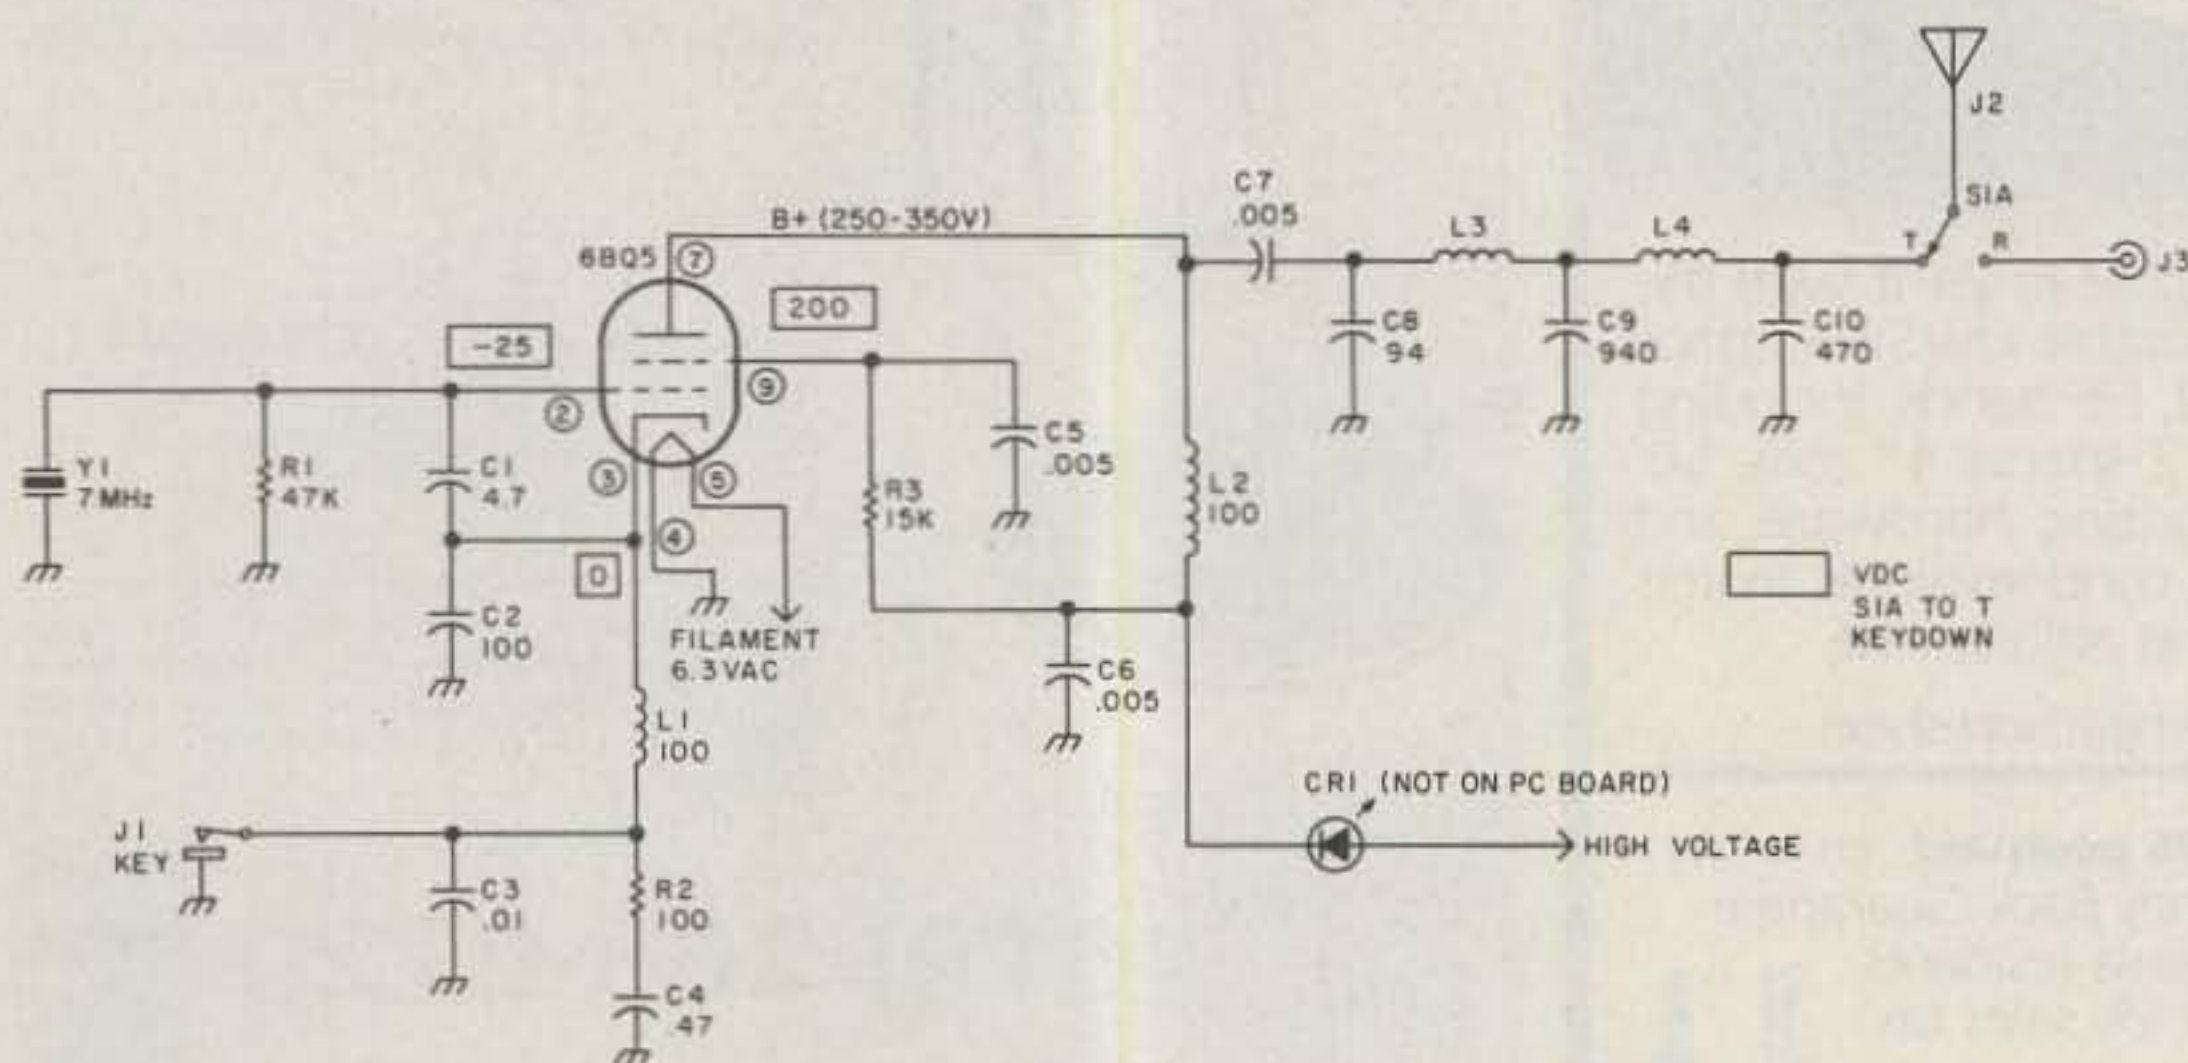 J2
S1A
C7
.005
B+ (250-350V)
L3
L4
T
R
J3
6BQ5
7
200
-25
C8
94
C9
940
C10
470
2
9
C5
.005
Y1
7 MHz
R1
47K
C1
4.7
3
5
R3
15K
L2
100
4
0
VDC
S1A TO T
KEYDOWN
C2
100
FILAMENT
6.3VAC
C6
.005
L1
100
CR1 (NOT ON PC BOARD)
HIGH VOLTAGE
J1
KEY
C3
.01
R2
100
C4
.47